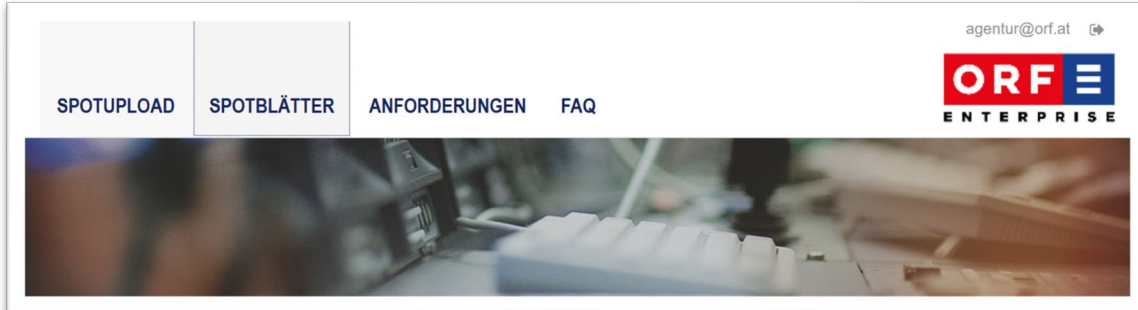 agentur@orf.at
ORF
ENTERPRISE
SPOTUPLOAD SPOTBLÄTTER ANFORDERUNGEN FAQ